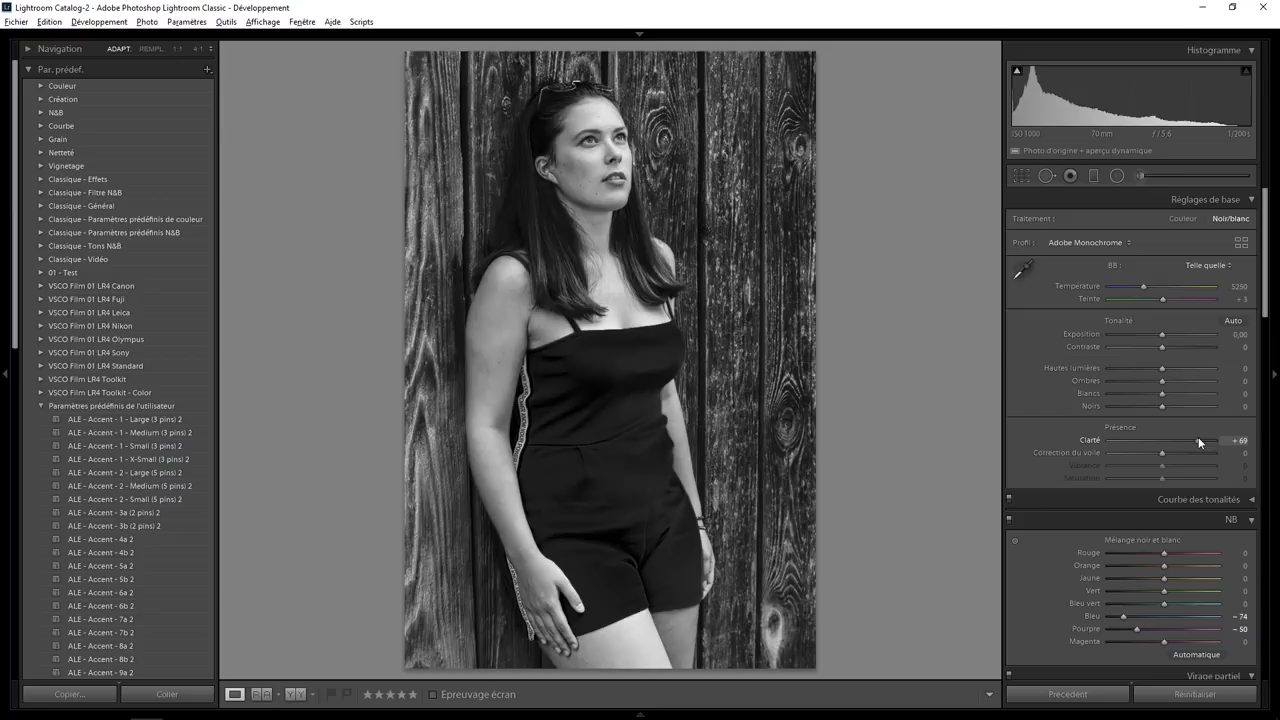 Lightroom Catalog-2 - Adobe Photoshop Lightroom Classic - Développement
Fichier Edition Développement Photo Paramètres Outils Affichage Fenêtre Aide Scripts
Navigation ADAPT. REMPL. 1:1 4:1
Par. prédef.
Couleur
Création
N&B
Courbe
Grain
Netteté
Vignetage
Classique - Effets
Classique - Filtre N&B
Classique - Général
Classique - Paramètres prédéfinis de couleur
Classique - Paramètres prédéfinis N&B
Classique - Tons N&B
Classique - Vidéo
01 - Test
VSCO Film 01 LR4 Canon
VSCO Film 01 LR4 Fuji
VSCO Film 01 LR4 Leica
VSCO Film 01 LR4 Nikon
VSCO Film 01 LR4 Olympus
VSCO Film 01 LR4 Sony
VSCO Film 01 LR4 Standard
VSCO Film LR4 Toolkit
VSCO Film LR4 Toolkit - Color
Paramètres prédéfinis de l'utilisateur
ALE - Accent - 1 - Large (3 pins) 2
ALE - Accent - 1 - Medium (3 pins) 2
ALE - Accent - 1 - Small (3 pins) 2
ALE - Accent - 1 - X-Small (3 pins) 2
ALE - Accent - 2 - Large (5 pins) 2
ALE - Accent - 2 - Medium (5 pins) 2
ALE - Accent - 2 - Small (5 pins) 2
ALE - Accent - 3a (2 pins) 2
ALE - Accent - 3b (2 pins) 2
ALE - Accent - 4a 2
ALE - Accent - 4b 2
ALE - Accent - 5a 2
ALE - Accent - 5b 2
ALE - Accent - 6a 2
ALE - Accent - 6b 2
ALE - Accent - 7a 2
ALE - Accent - 7b 2
ALE - Accent - 8a 2
ALE - Accent - 8b 2
ALE - Accent - 9a 2
Copier... Coller
Epreuvage écran
Histogramme
ISO 1000 70 mm f / 5,6 1/200 s
Photo d'origine + aperçu dynamique
Réglages de base
Traitement : Couleur Noir/blanc
Profil : Adobe Monochrome
BB : Telle quelle
Température 5250
Teinte + 3
Tonalité Auto
Exposition 0,00
Contraste 0
Hautes lumières 0
Ombres 0
Blancs 0
Noirs 0
Présence
Clarté + 69
Correction du voile 0
Vibrance 0
Saturation 0
Courbe des tonalités
NB
Mélange noir et blanc
Rouge 0
Orange 0
Jaune 0
Vert 0
Bleu vert 0
Bleu - 74
Pourpre - 50
Magenta 0
Automatique
Virage partiel
Précédent Réinitialiser